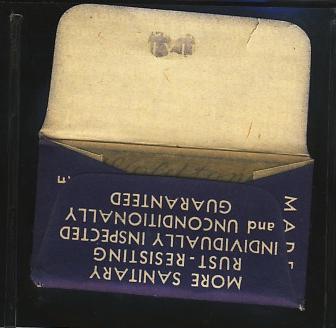 MORE SANITARY
RUST-RESISTING
INDIVIDUALLY INSPECTED
and UNCONDITIONALLY
GUARANTEED